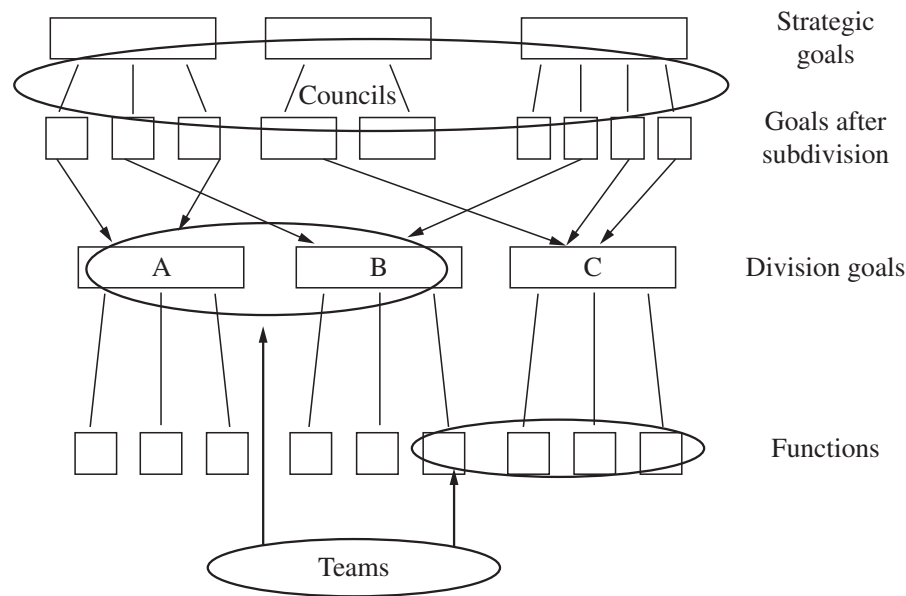 Strategic
goals
Councils
Goals after
subdivision
A
B
C
Division goals
Functions
Teams